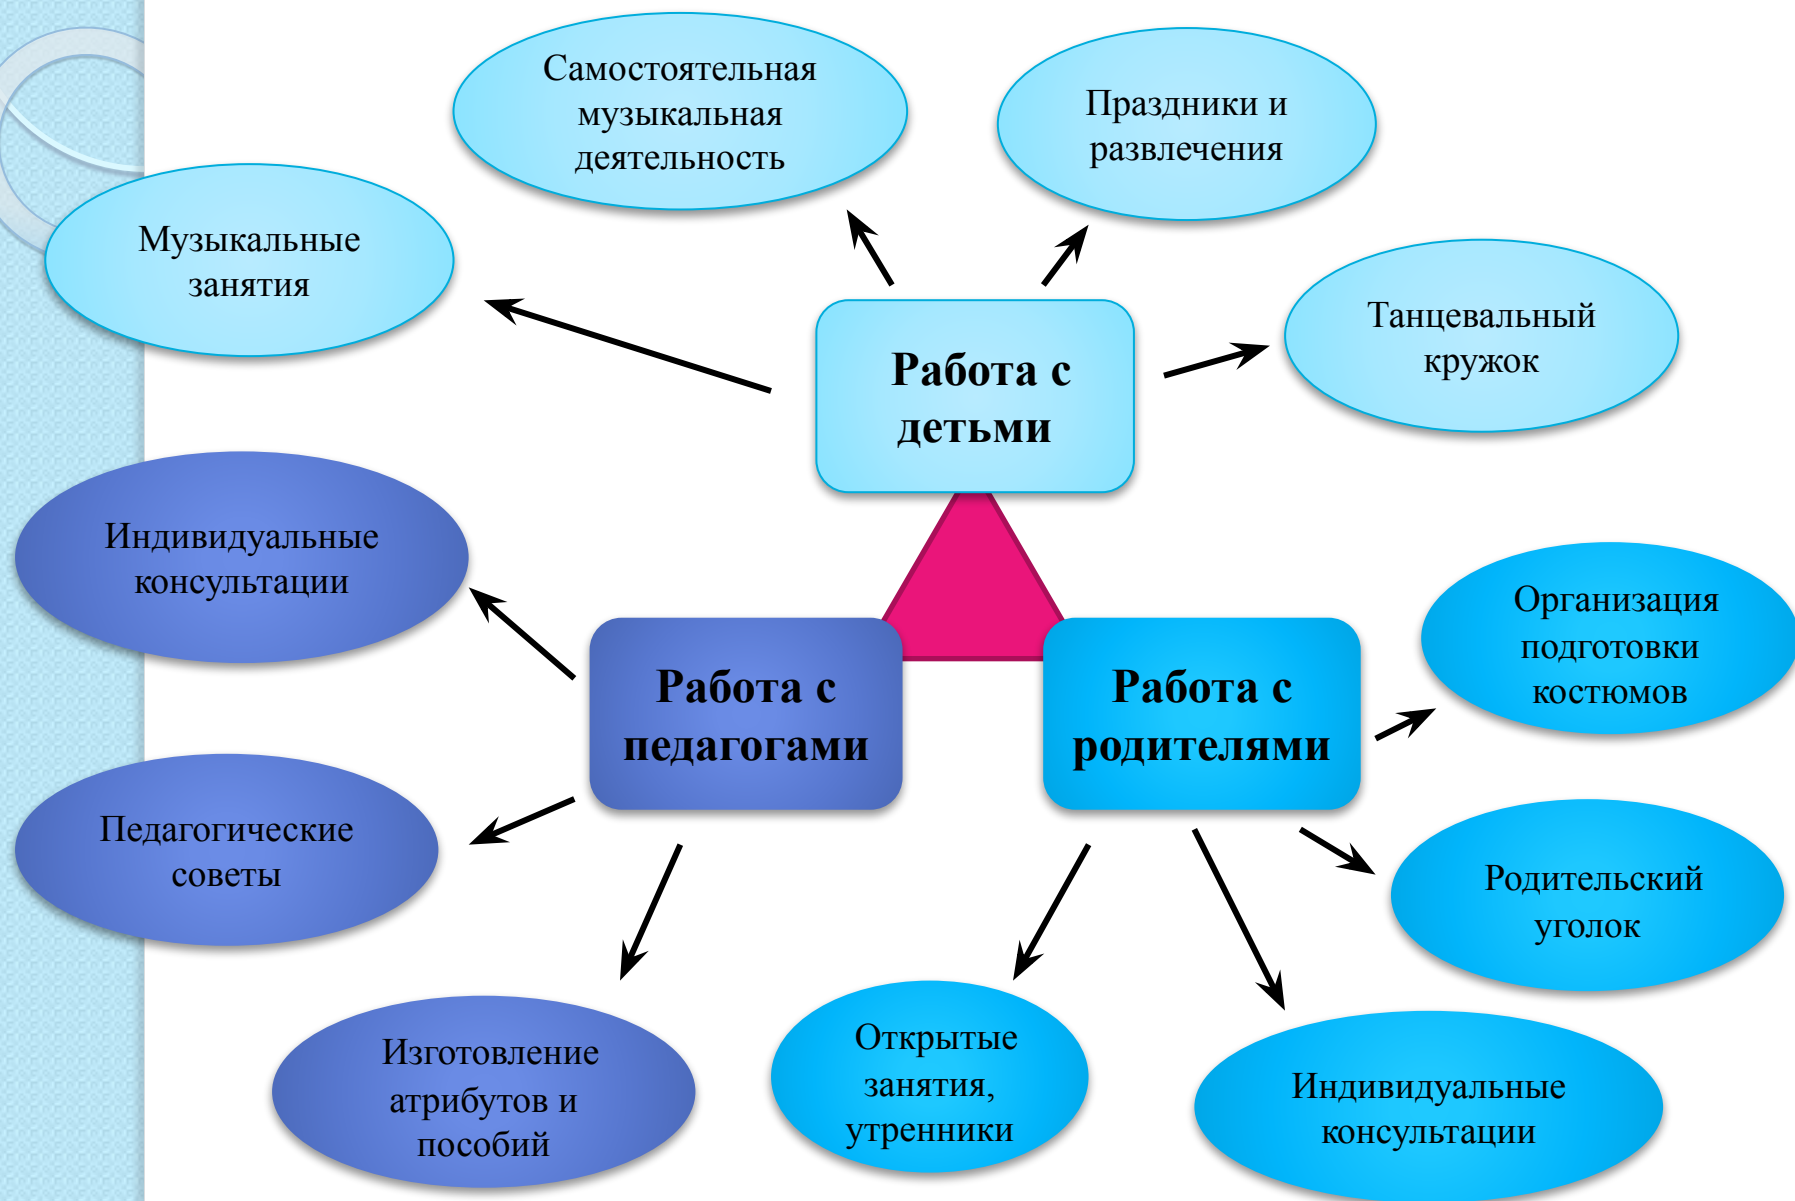 Самостоятельная
музыкальная
деятельность
Праздники и
развлечения
Музыкальные
занятия
Танцевальный
кружок
Работа с
детьми
Индивидуальные
консультации
Организация
подготовки
костюмов
Работа с
педагогами
Работа с
родителями
Педагогические
советы
Родительский
уголок
Изготовление
атрибутов и
пособий
Открытые
занятия,
утренники
Индивидуальные
консультации